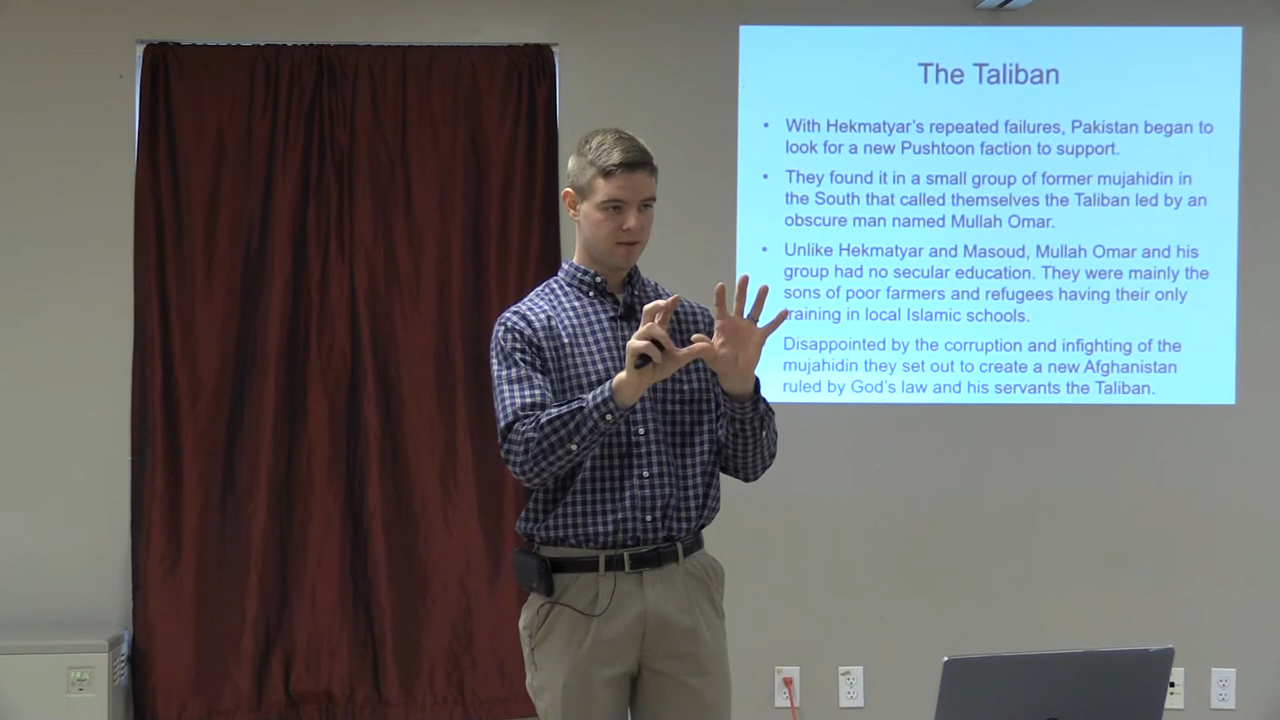 The Taliban
• With Hekmatyar's repeated failures, Pakistan began to
look for a new Pushtoon faction to support.
• They found it in a small group of former mujahidin in
the South that called themselves the Taliban led by an
obscure man named Mullah Omar.
• Unlike Hekmatyar and Masoud, Mullah Omar and his
group had no secular education. They were mainly the
sons of poor farmers and refugees having their only
training in local Islamic schools.
Disappointed by the corruption and infighting of the
mujahidin they set out to create a new Afghanistan
ruled by God's law and his servants the Taliban.